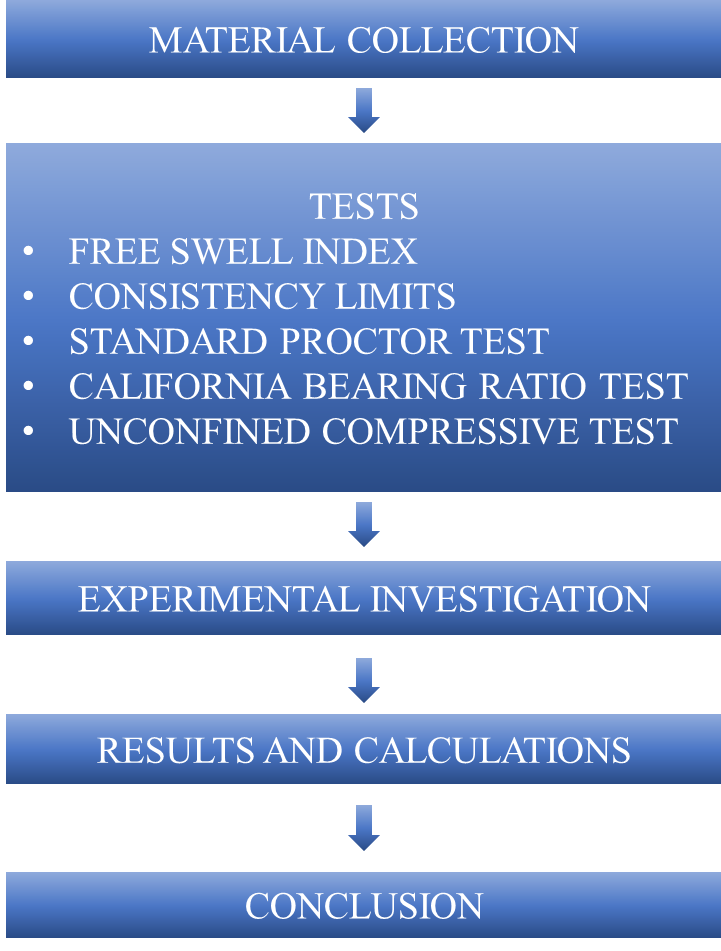 MATERIAL COLLECTION
TESTS
• FREE SWELL INDEX
• CONSISTENCY LIMITS
• STANDARD PROCTOR TEST
• CALIFORNIA BEARING RATIO TEST
• UNCONFINED COMPRESSIVE TEST
EXPERIMENTAL INVESTIGATION
RESULTS AND CALCULATIONS
CONCLUSION